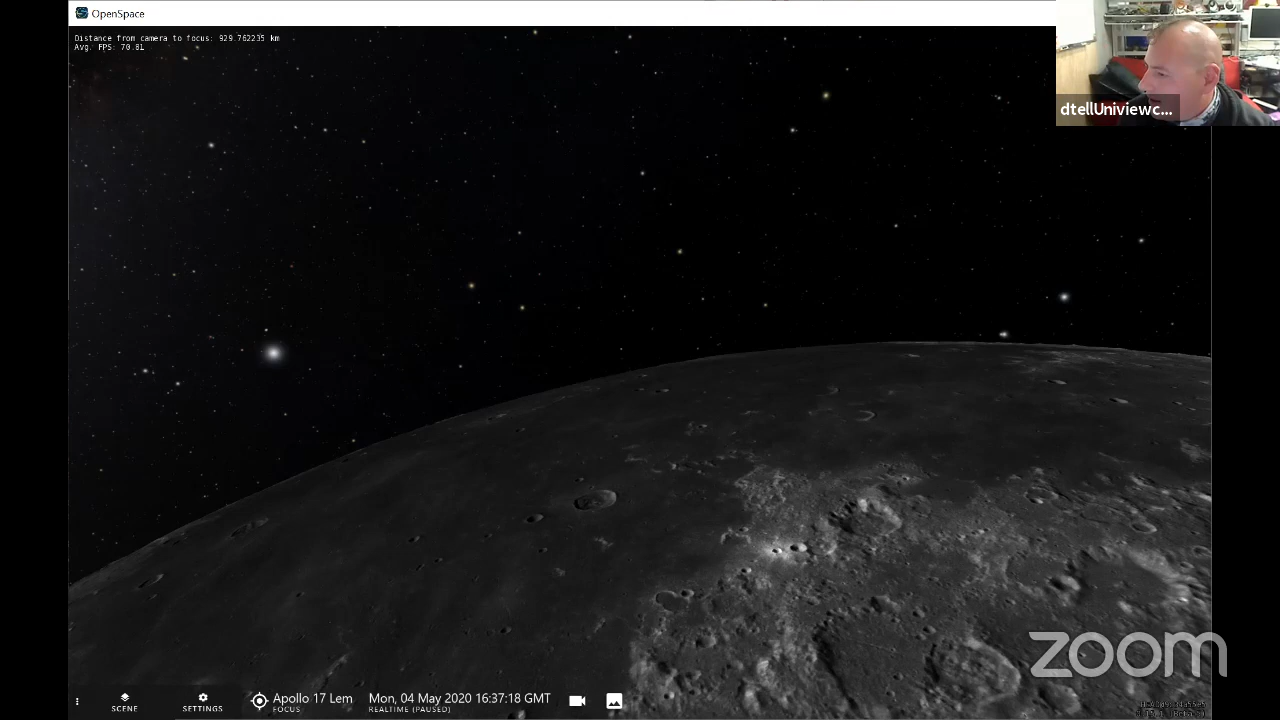 OpenSpace
Distance from camera to focus: 929.762235 km
Avg. FPS: 70.81
dtellUniviewc...
zoom
SCENE
SETTINGS
Apollo 17 Lem
FOCUS
Mon, 04 May 2020 16:37:18 GMT
REALTIME (PAUSED)